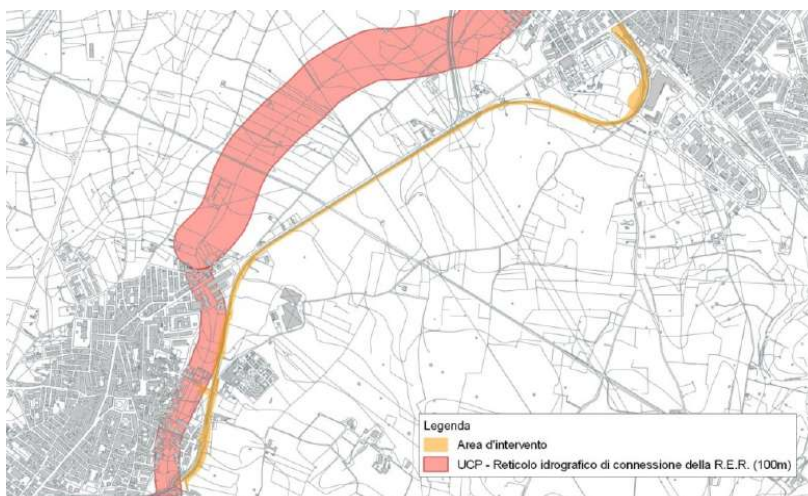 Legenda
Area d'intervento
UCP - Reticolo idrografico di connessione della R.E.R. (100m)